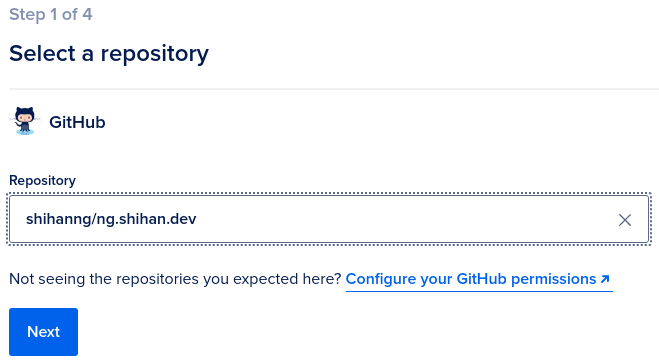 Step 1 of 4
Select a repository
GitHub
Repository
shihanng/ng.shihan.dev
Not seeing the repositories you expected here? Configure your GitHub permissions
Next